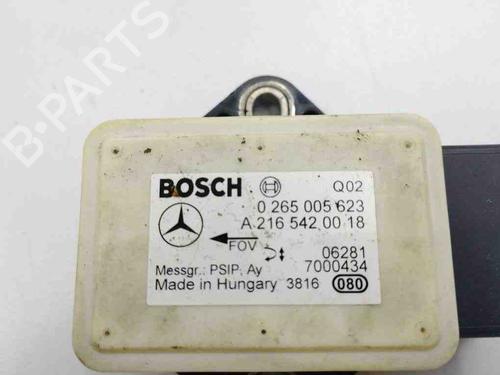 B-PARTS
BOSCH Q02
0 265 005 623
A 216 542 00 18
FOV
06281
Messgr.: PSIP, Ay 7000434
Made in Hungary 3816 080